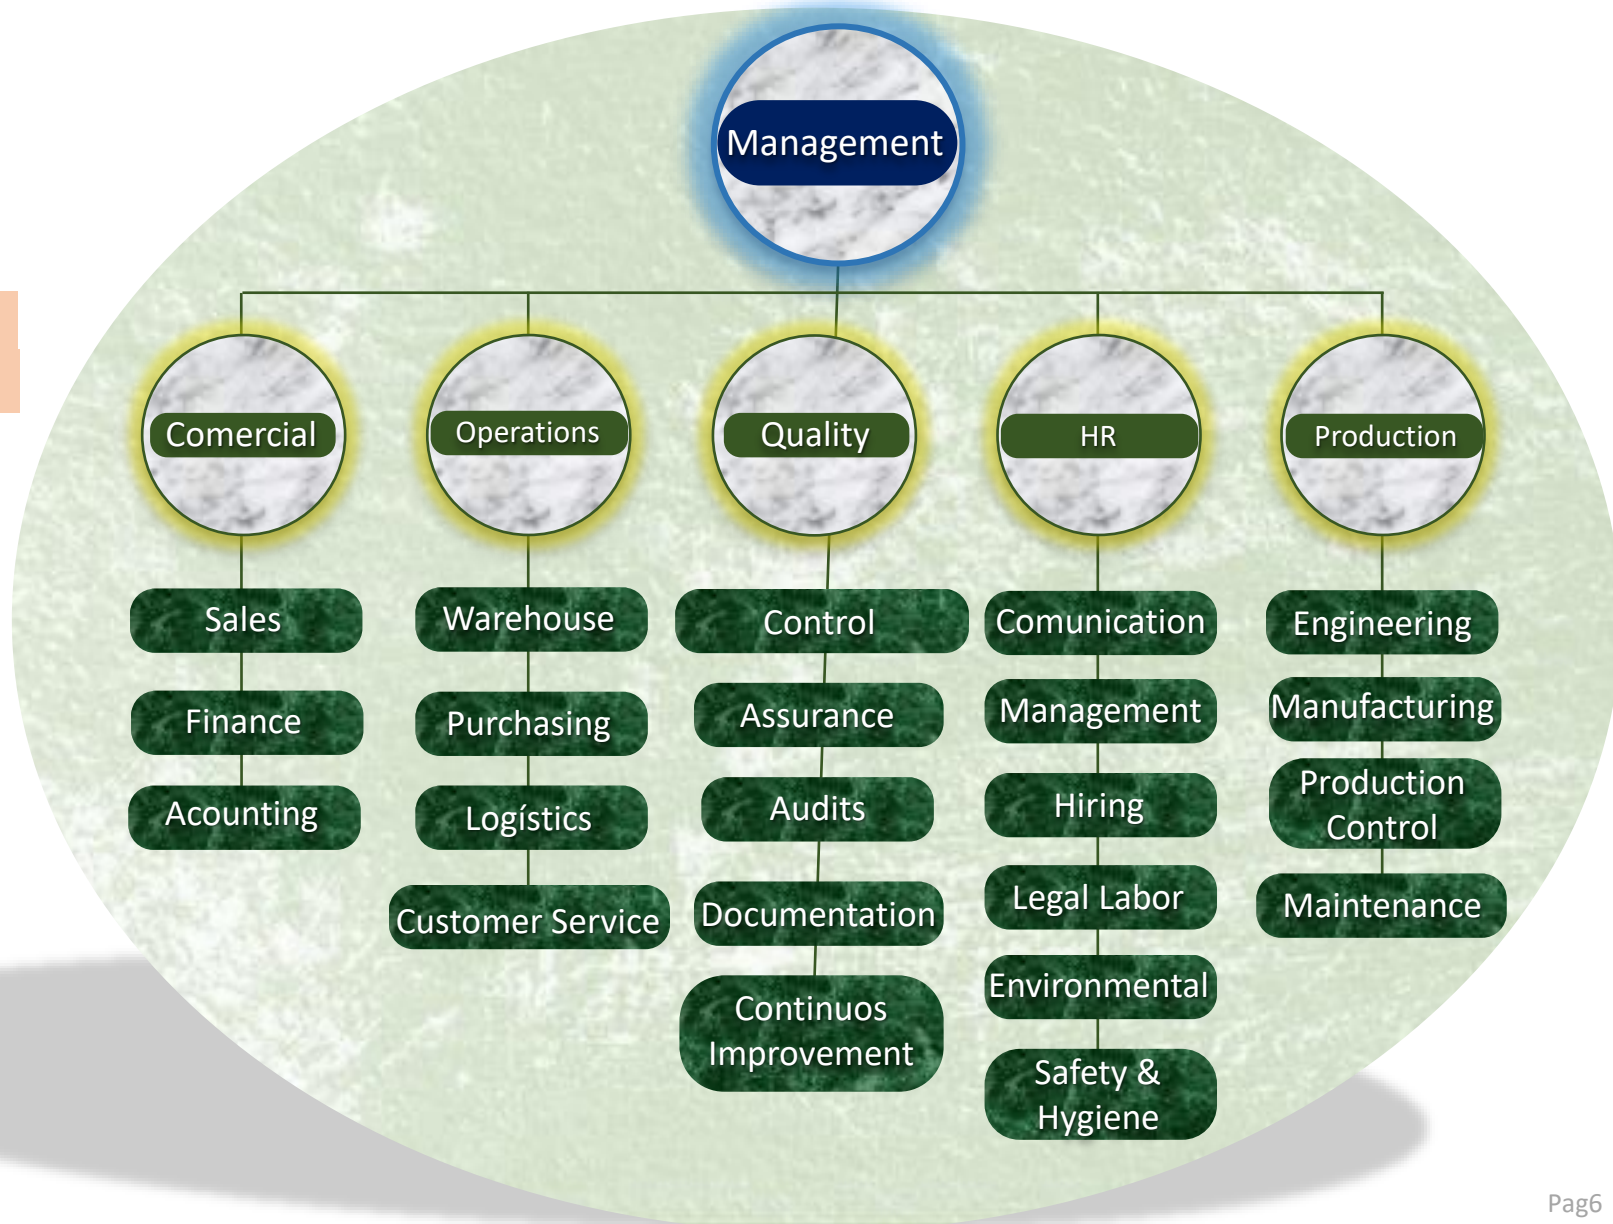 Management
Comercial
Operations
Quality
HR
Production
Sales
Finance
Acounting
Warehouse
Purchasing
Logístics
Customer Service
Control
Assurance
Audits
Documentation
Continuos
Improvement
Comunication
Management
Hiring
Legal Labor
Environmental
Safety &
Hygiene
Engineering
Manufacturing
Production
Control
Maintenance
Pag6